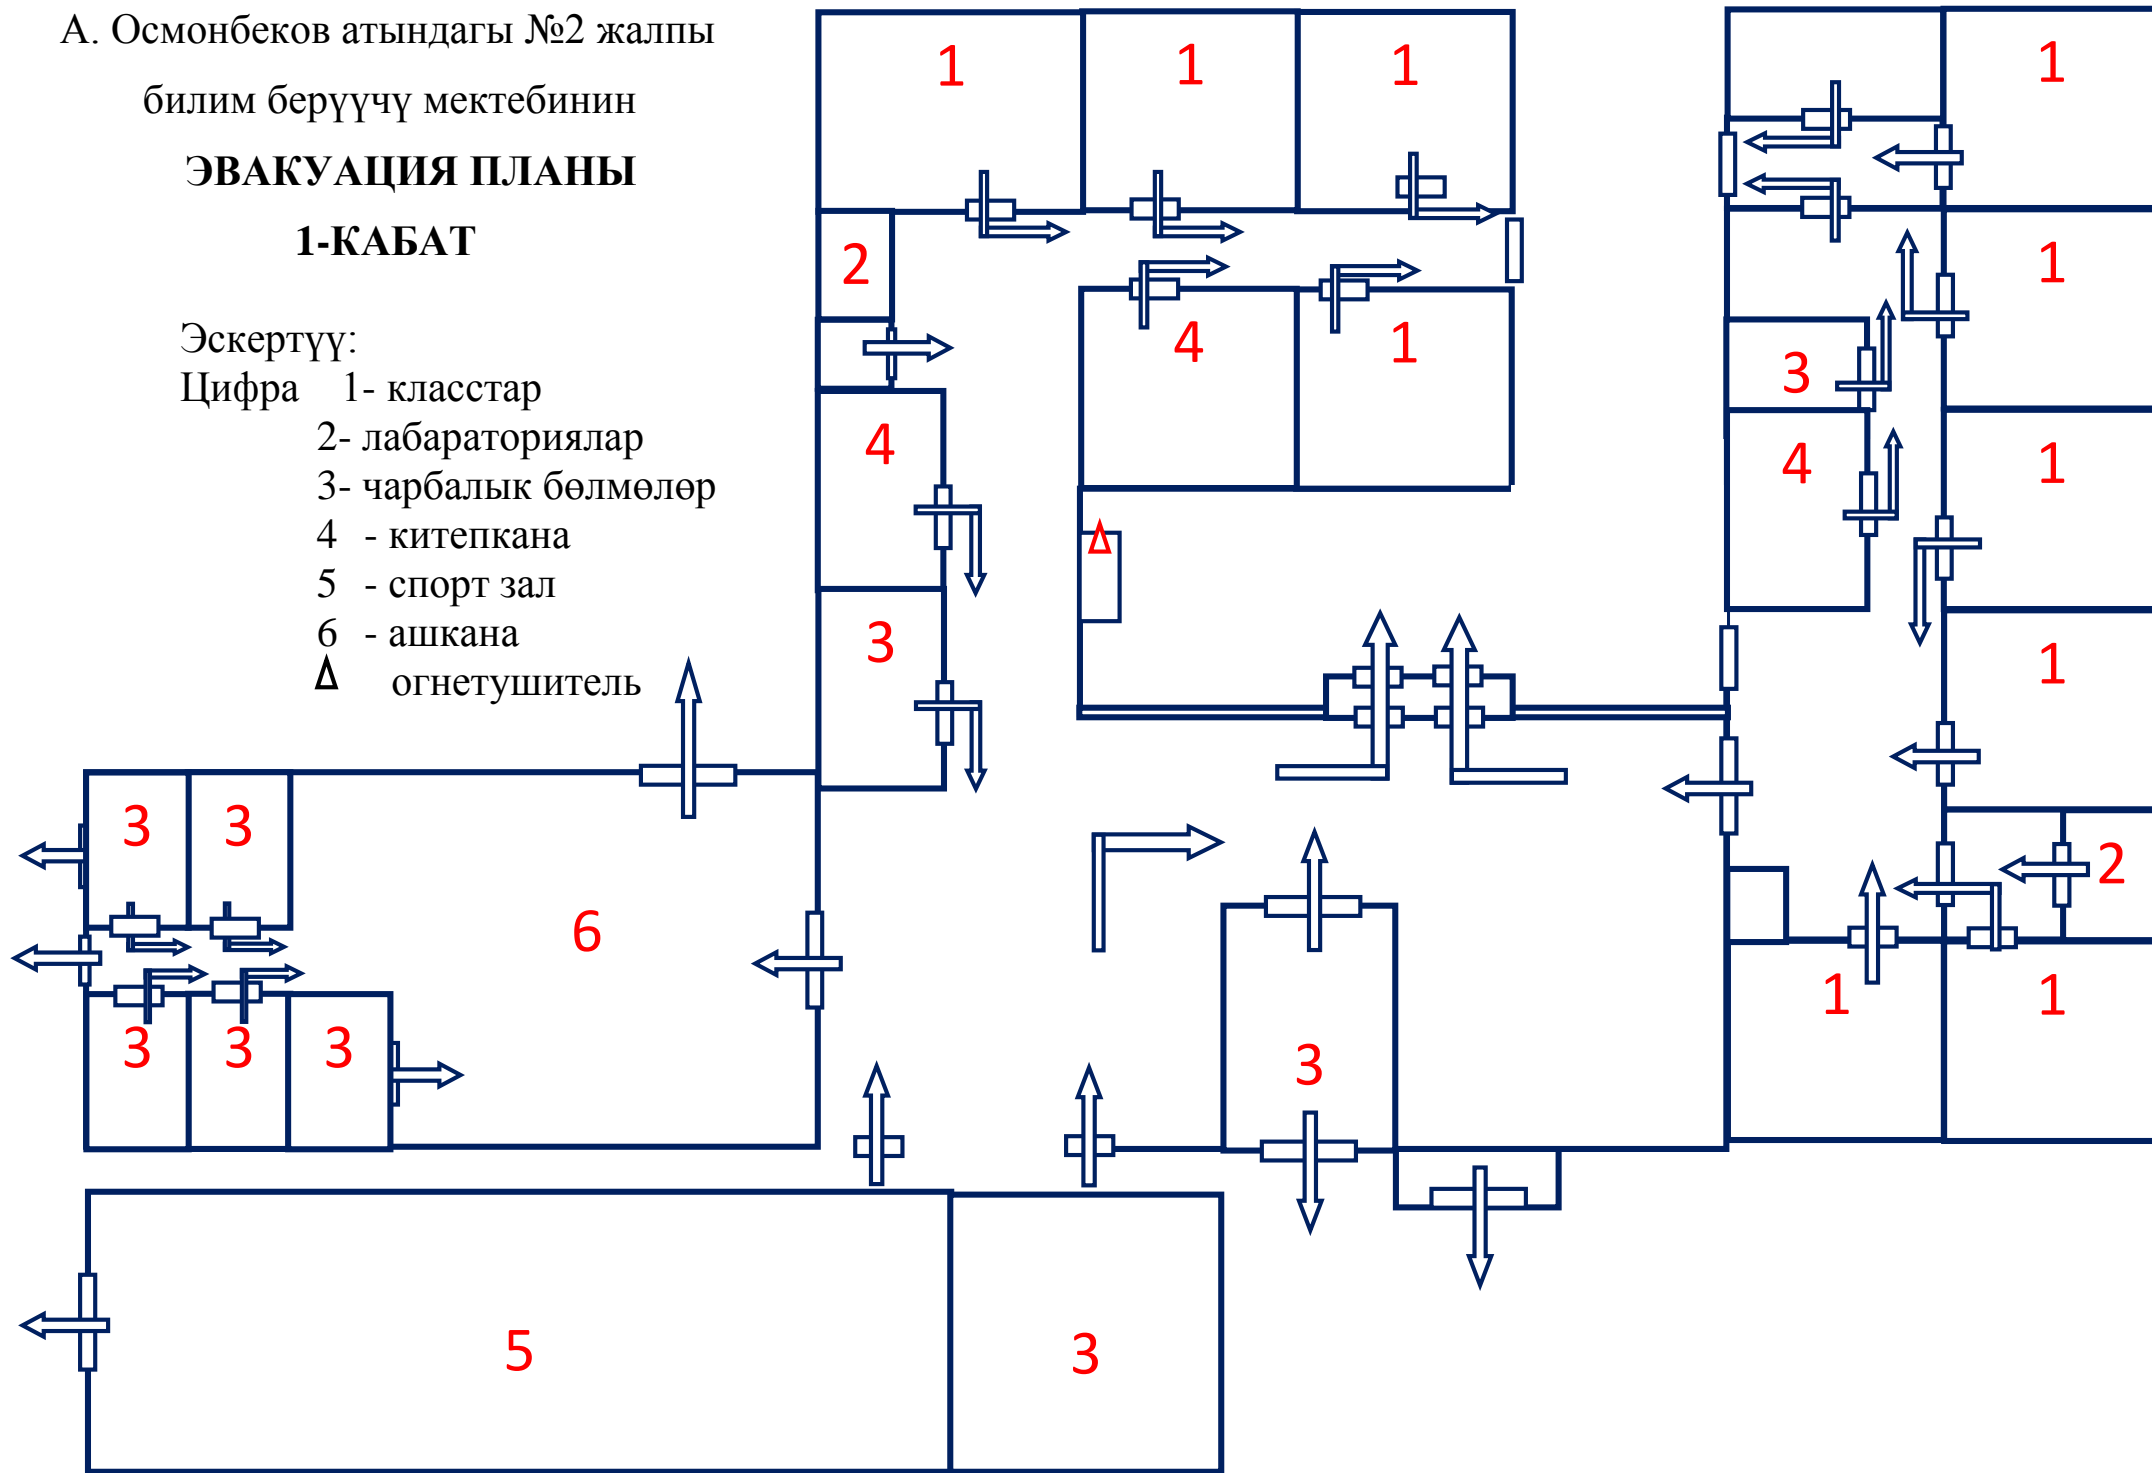 А. Осмонбеков атындагы №2 жалпы
билим берүүчү мектебинин
ЭВАКУАЦИЯ ПЛАНЫ
1-КАБАТ
Эскертүү:
Цифра 1- класстар
2- лабараториялар
3- чарбалык бөлмөлөр
4 - китепкана
5 - спорт зал
6 - ашкана
огнетушитель
1 1 1 1
2 1
4 1 3
4 4 1
3 1
3 3 2
6
1 1
3 3 3 3
5 3